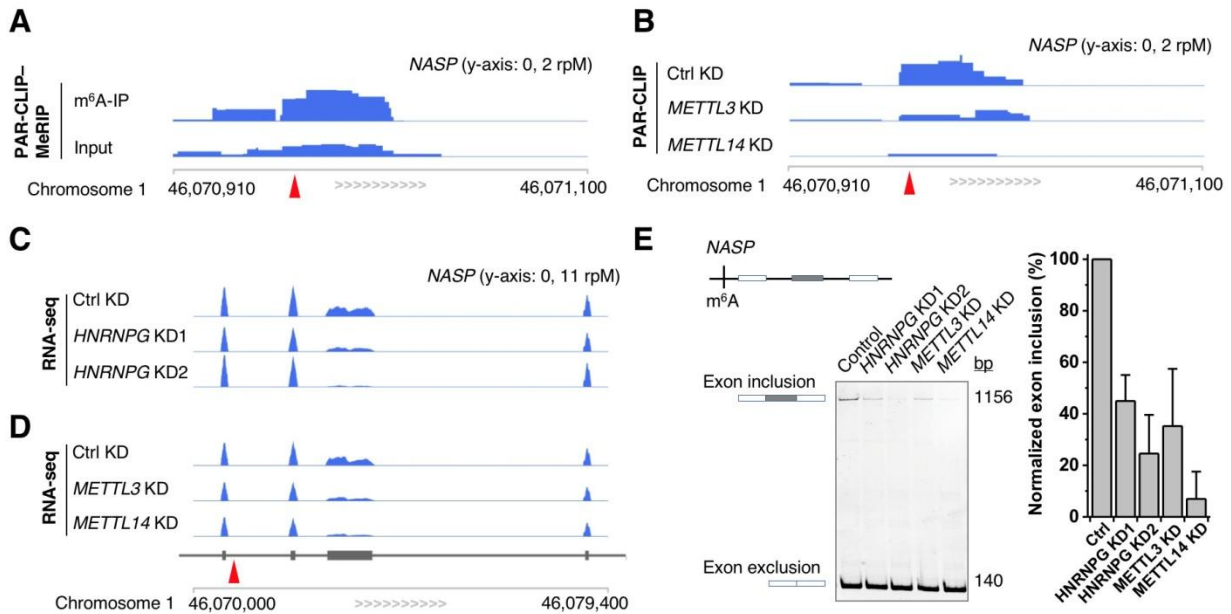 A
NASP (y-axis: 0, 2 rpM)
PAR-CLIP–
MeRIP
m⁶A-IP
Input
Chromosome 1
46,070,910
>>>>>>>>>>
46,071,100
B
NASP (y-axis: 0, 2 rpM)
PAR-CLIP
Ctrl KD
METTL3 KD
METTL14 KD
Chromosome 1
46,070,910
>>>>>>>>>>
46,071,100
C
NASP (y-axis: 0, 11 rpM)
RNA-seq
Ctrl KD
HNRNPG KD1
HNRNPG KD2
D
RNA-seq
Ctrl KD
METTL3 KD
METTL14 KD
Chromosome 1
46,070,000
>>>>>>>>>>
46,079,400
E
NASP
m⁶A
Control
HNRNPG KD1
HNRNPG KD2
METTL3 KD
METTL14 KD
bp
Exon inclusion
1156
Exon exclusion
140
Normalized exon inclusion (%)
100
80
60
40
20
0
Ctrl
HNRNPG KD1
HNRNPG KD2
METTL3 KD
METTL14 KD